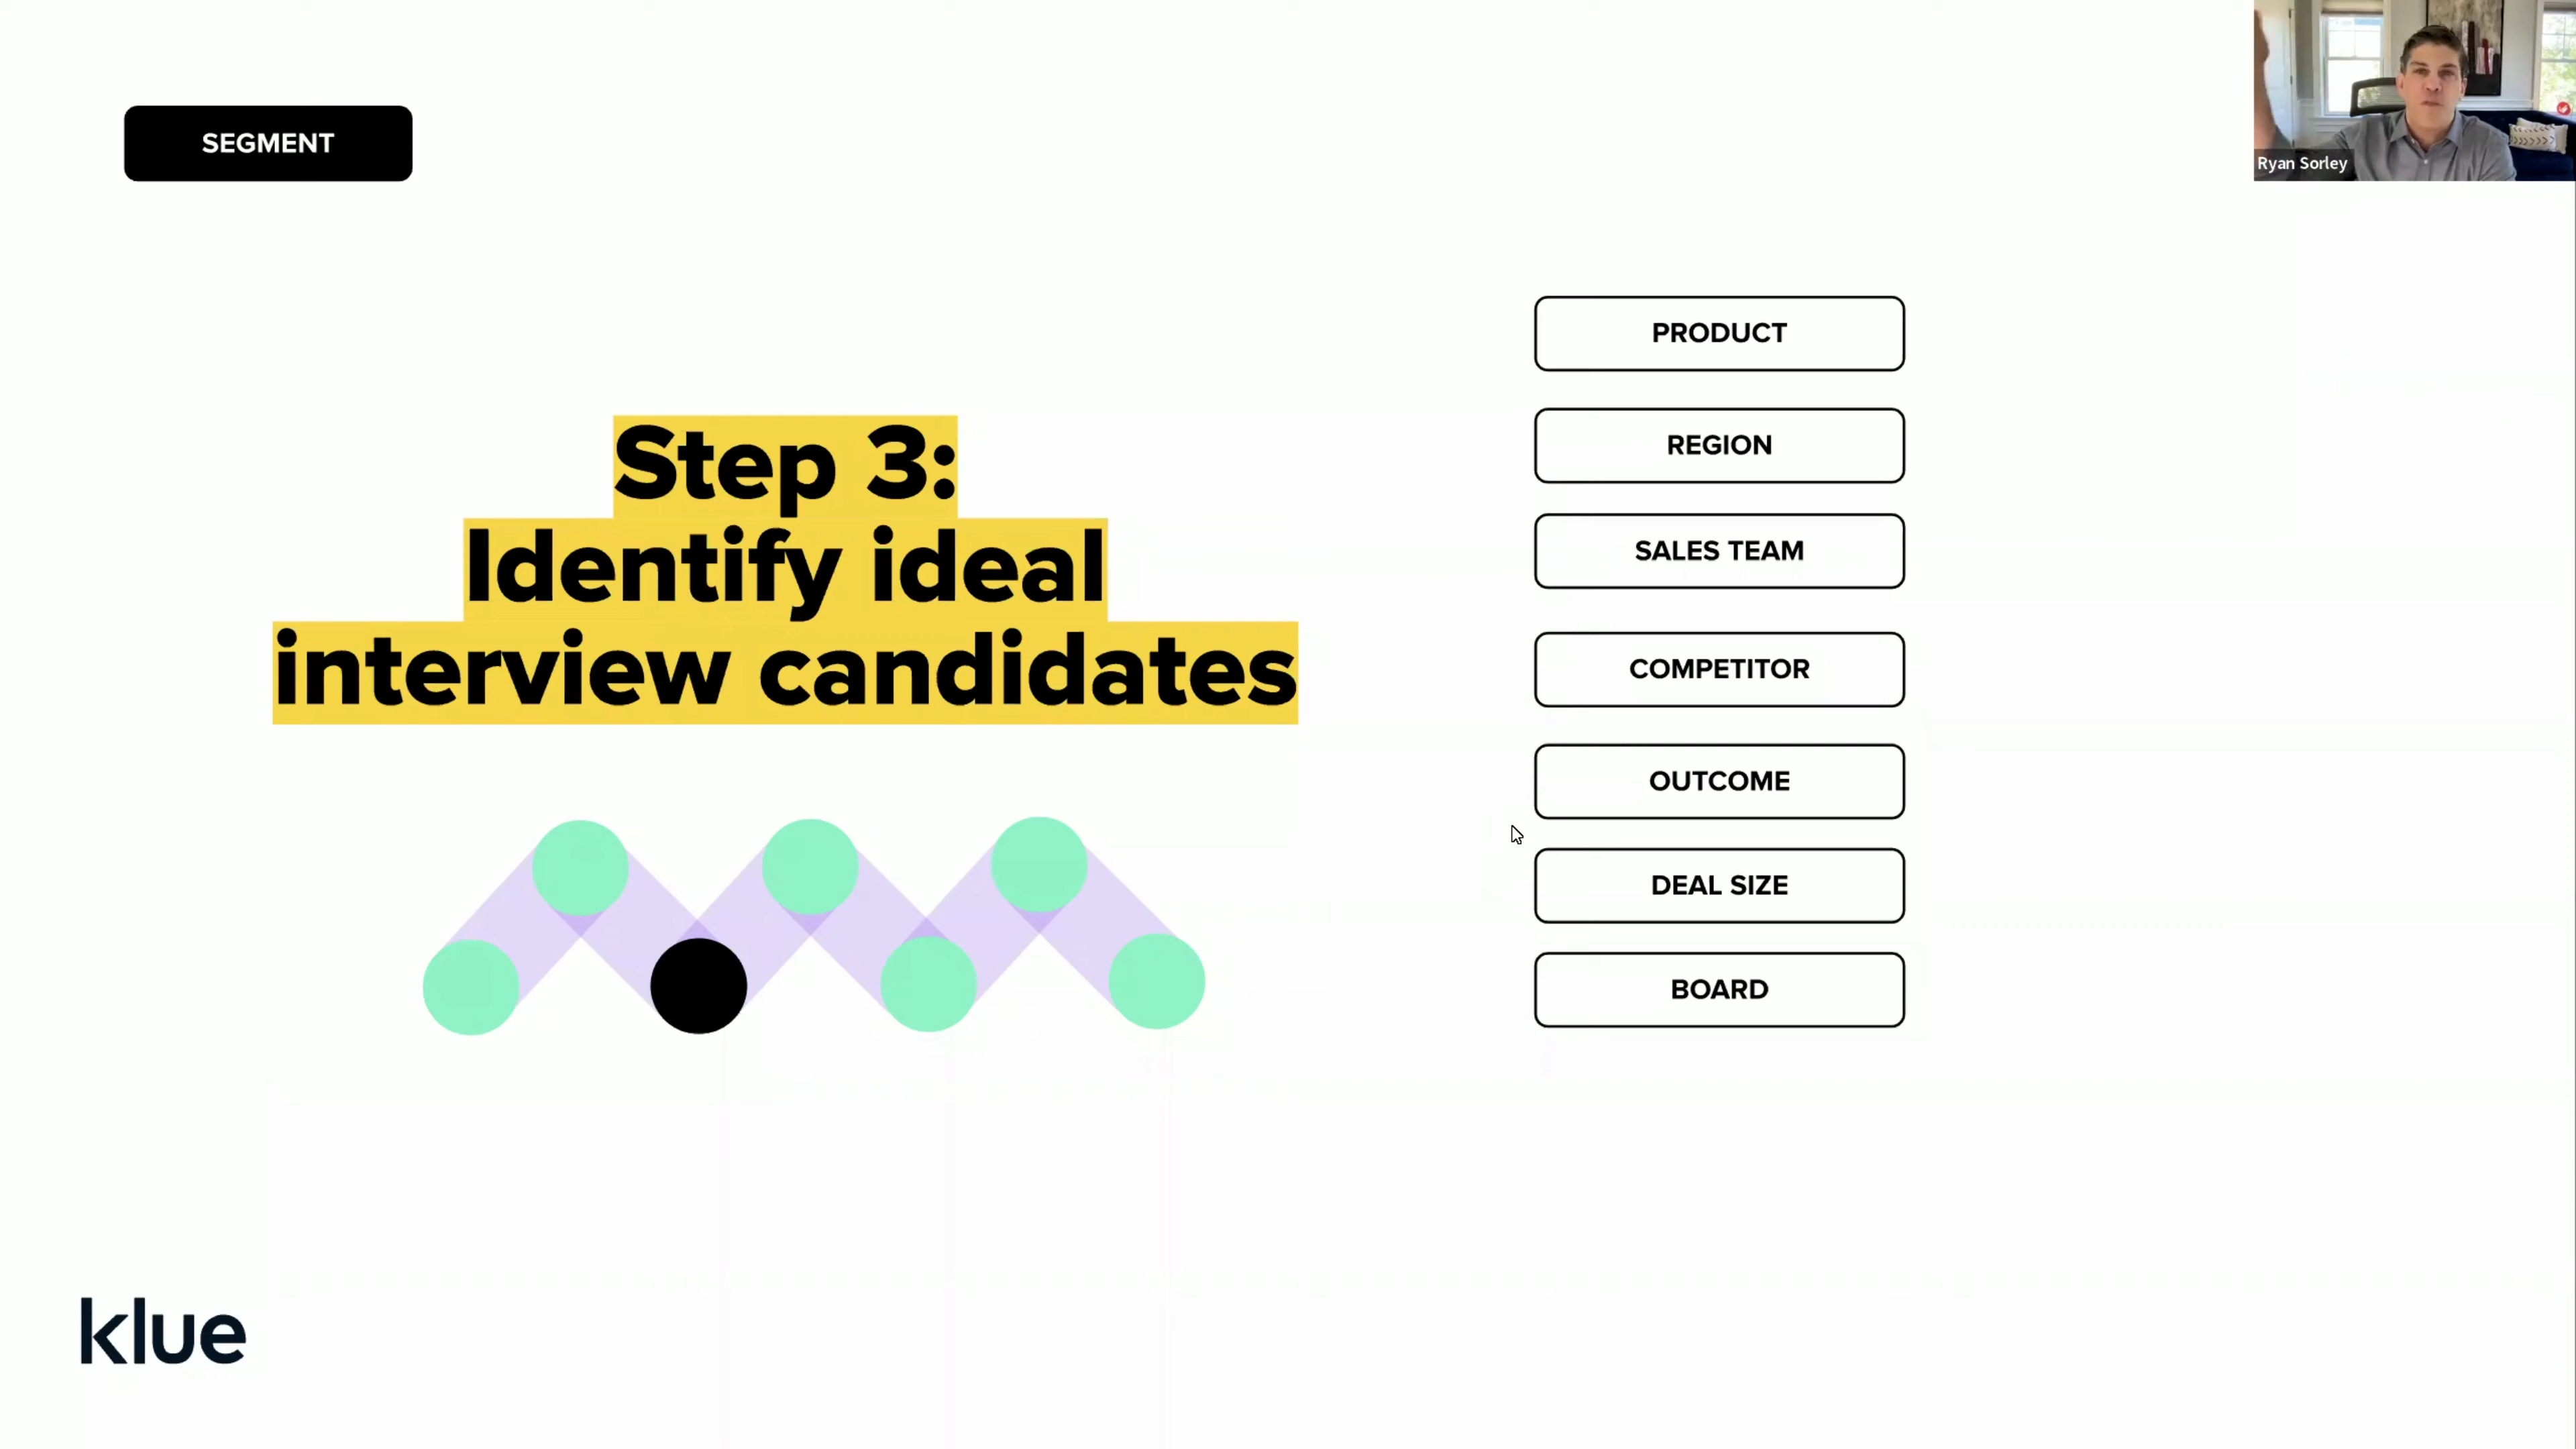 SEGMENT
Ryan Sorley
Step 3:
Identify ideal
interview candidates
PRODUCT
REGION
SALES TEAM
COMPETITOR
OUTCOME
DEAL SIZE
BOARD
klue